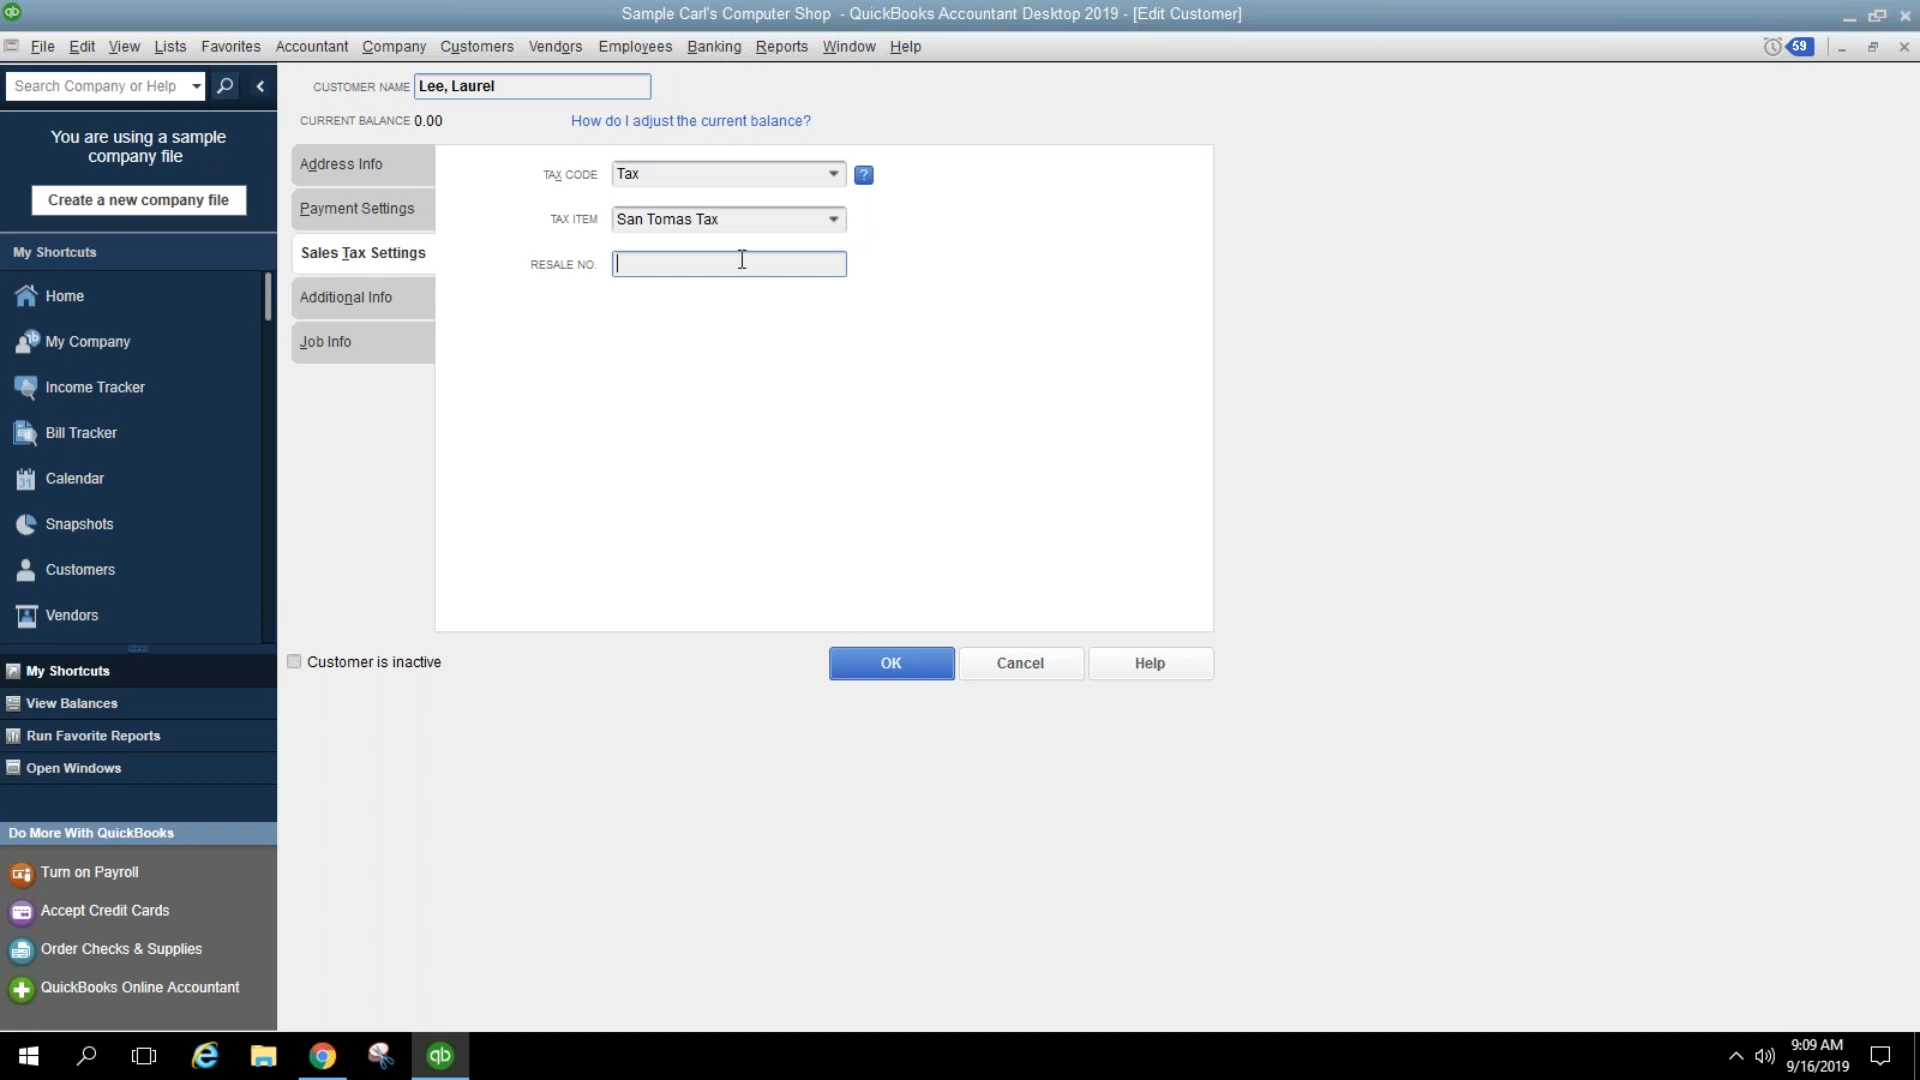 qb
Sample Carl's Computer Shop - QuickBooks Accountant Desktop 2019 - [Edit Customer]
File Edit View Lists Favorites Accountant Company Customers Vendors Employees Banking Reports Window Help
59
Search Company or Help
You are using a sample
company file
Create a new company file
My Shortcuts
Home
My Company
Income Tracker
Bill Tracker
31
Calendar
Snapshots
Customers
Vendors
My Shortcuts
View Balances
Run Favorite Reports
Open Windows
Do More With QuickBooks
Turn on Payroll
Accept Credit Cards
Order Checks & Supplies
QuickBooks Online Accountant
CUSTOMER NAME Lee, Laurel
CURRENT BALANCE 0.00
How do I adjust the current balance?
Address Info
Payment Settings
Sales Tax Settings
Additional Info
Job Info
TAX CODE Tax ?
TAX ITEM San Tomas Tax
RESALE NO.
Customer is inactive
OK
Cancel
Help
qb
9:09 AM
9/16/2019